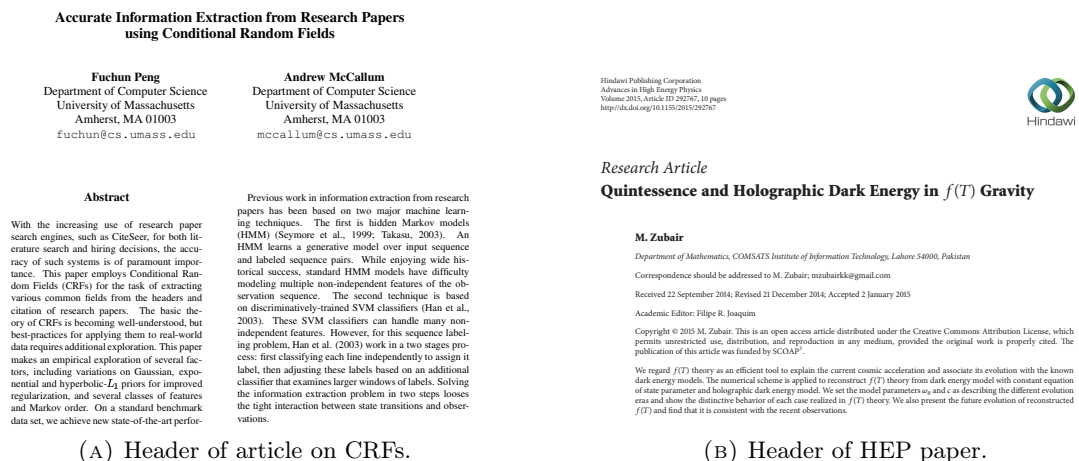 Accurate Information Extraction from Research Papers
using Conditional Random Fields
Fuchun Peng
Department of Computer Science
University of Massachusetts
Amherst, MA 01003
fuchun@cs.umass.edu
Andrew McCallum
Department of Computer Science
University of Massachusetts
Amherst, MA 01003
mccallum@cs.umass.edu
Abstract
With the increasing use of research paper
search engines, such as CiteSeer, for both lit-
erature search and hiring decisions, the accu-
racy of such systems is of paramount impor-
tance. This paper employs Conditional Ran-
dom Fields (CRFs) for the task of extracting
various common fields from the headers and
citation of research papers. The basic the-
ory of CRFs is becoming well-understood, but
best-practices for applying them to real-world
data requires additional exploration. This paper
makes an empirical exploration of several fac-
tors, including variations on Gaussian, expo-
nential and hyperbolic-L₁ priors for improved
regularization, and several classes of features
and Markov order. On a standard benchmark
data set, we achieve new state-of-the-art perfor-
Previous work in information extraction from research
papers has been based on two major machine learn-
ing techniques. The first is hidden Markov models
(HMM) (Seymore et al., 1999; Takasu, 2003). An
HMM learns a generative model over input sequence
and labeled sequence pairs. While enjoying wide his-
torical success, standard HMM models have difficulty
modeling multiple non-independent features of the ob-
servation sequence. The second technique is based
on discriminatively-trained SVM classifiers (Han et al.,
2003). These SVM classifiers can handle many non-
independent features. However, for this sequence label-
ing problem, Han et al. (2003) work in a two stages pro-
cess: first classifying each line independently to assign it
label, then adjusting these labels based on an additional
classifier that examines larger windows of labels. Solving
the information extraction problem in two steps looses
the tight interaction between state transitions and obser-
vations.
(A) Header of article on CRFs.
Hindawi Publishing Corporation
Advances in High Energy Physics
Volume 2015, Article ID 292767, 10 pages
http://dx.doi.org/10.1155/2015/292767
Hindawi
Research Article
Quintessence and Holographic Dark Energy in f(T) Gravity
M. Zubair
Department of Mathematics, COMSATS Institute of Information Technology, Lahore 54000, Pakistan
Correspondence should be addressed to M. Zubair; mzubairkk@gmail.com
Received 22 September 2014; Revised 21 December 2014; Accepted 2 January 2015
Academic Editor: Filipe R. Joaquim
Copyright © 2015 M. Zubair. This is an open access article distributed under the Creative Commons Attribution License, which
permits unrestricted use, distribution, and reproduction in any medium, provided the original work is properly cited. The
publication of this article was funded by SCOAP³.
We regard f(T) theory as an efficient tool to explain the current cosmic acceleration and associate its evolution with the known
dark energy models. The numerical scheme is applied to reconstruct f(T) theory from dark energy model with constant equation
of state parameter and holographic dark energy model. We set the model parameters ω₀ and c as describing the different evolution
eras and show the distinctive behavior of each case realized in f(T) theory. We also present the future evolution of reconstructed
f(T) and find that it is consistent with the recent observations.
(B) Header of HEP paper.